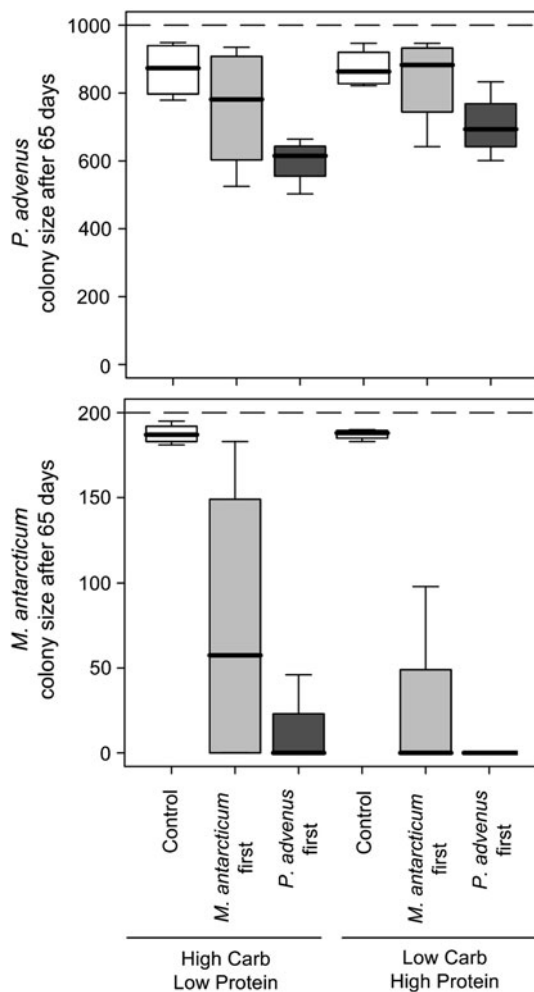 P. advenus
colony size after 65 days
1000
800
600
400
200
0
M. antarcticum
colony size after 65 days
200
150
100
50
0
Control
M. antarcticum
first
P. advenus
first
Control
M. antarcticum
first
P. advenus
first
High Carb
Low Protein
Low Carb
High Protein